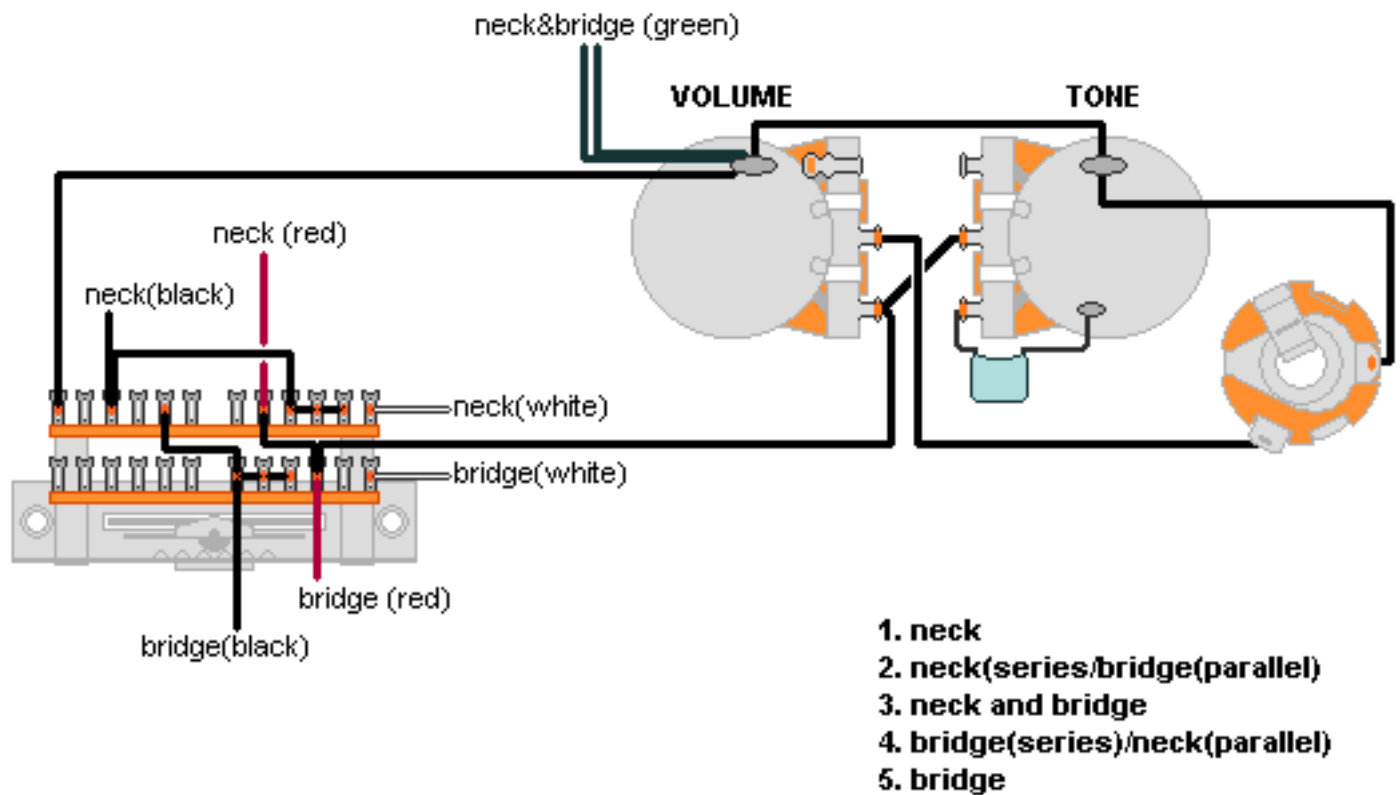 neck&bridge (green)
VOLUME
TONE
neck (red)
neck(black)
neck(white)
bridge(white)
bridge (red)
bridge(black)
1. neck
2. neck(series/bridge(parallel)
3. neck and bridge
4. bridge(series)/neck(parallel)
5. bridge